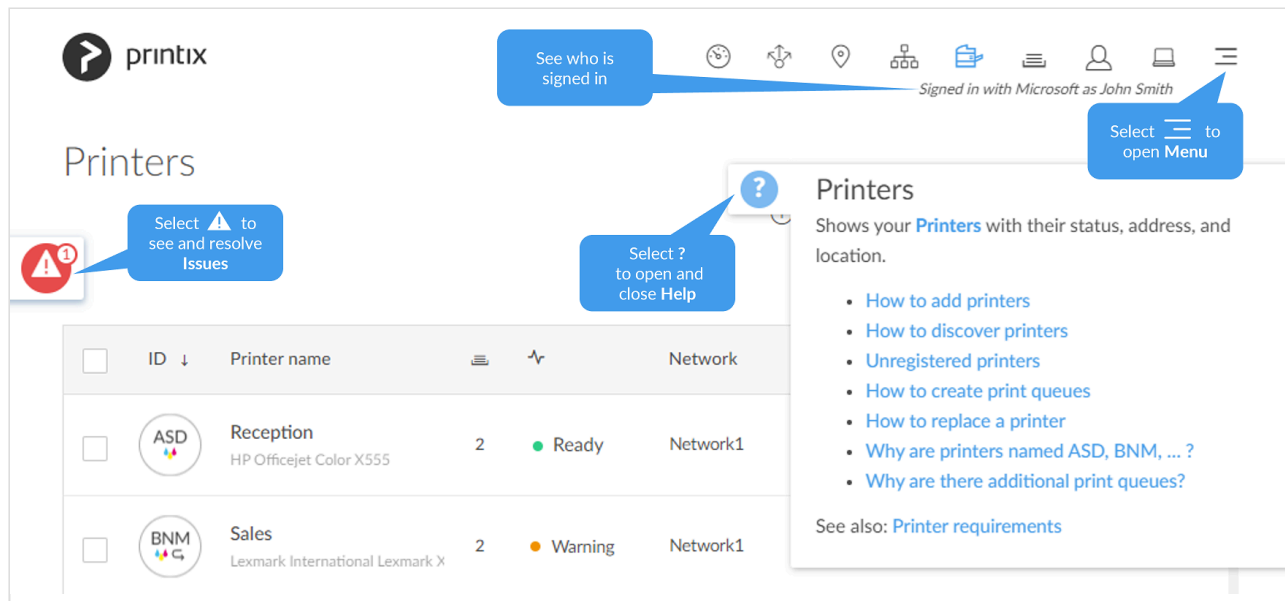 printix
See who is
signed in
Signed in with Microsoft as John Smith
Select to
open Menu
Printers
Select to
see and resolve
Issues
1
?
Select ?
to open and
close Help
Printers
Shows your Printers with their status, address, and
location.
• How to add printers
• How to discover printers
• Unregistered printers
• How to create print queues
• How to replace a printer
• Why are printers named ASD, BNM, ... ?
• Why are there additional print queues?
See also: Printer requirements
ID ↓ Printer name Network
ASD Reception 2 Ready Network1
HP Officejet Color X555
BNM Sales 2 Warning Network1
Lexmark International Lexmark X